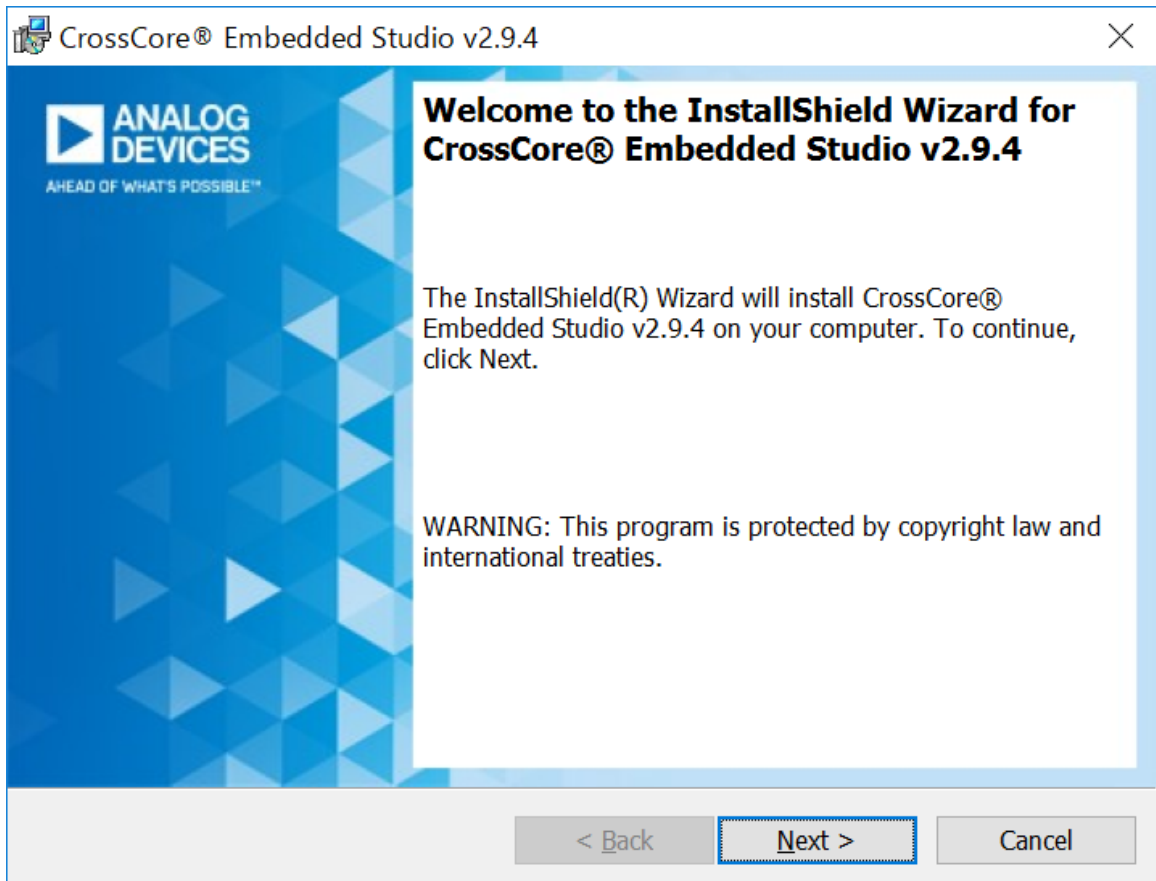 CrossCore® Embedded Studio v2.9.4
ANALOG
DEVICES
AHEAD OF WHAT'S POSSIBLE™
Welcome to the InstallShield Wizard for
CrossCore® Embedded Studio v2.9.4
The InstallShield(R) Wizard will install CrossCore®
Embedded Studio v2.9.4 on your computer. To continue,
click Next.
WARNING: This program is protected by copyright law and
international treaties.
< Back
Next >
Cancel